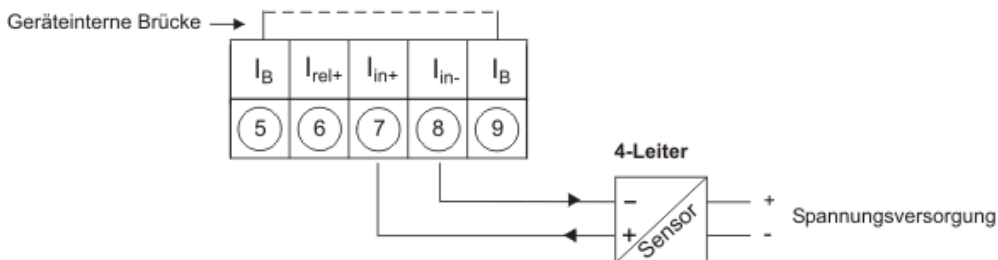 Geräteinterne Brücke
I_B I_rel+ I_in+ I_in- I_B
5 6 7 8 9
4-Leiter
- +
Spannungsversorgung
+ -
Sensor